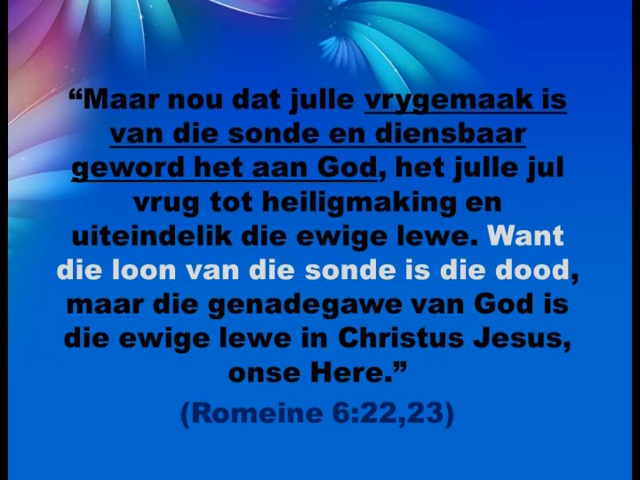 “Maar nou dat julle vrygemaak is
van die sonde en diensbaar
geword het aan God, het julle jul
vrug tot heiligmaking en
uiteindelik die ewige lewe. Want
die loon van die sonde is die dood,
maar die genadegawe van God is
die ewige lewe in Christus Jesus,
onse Here.”
(Romeine 6:22,23)